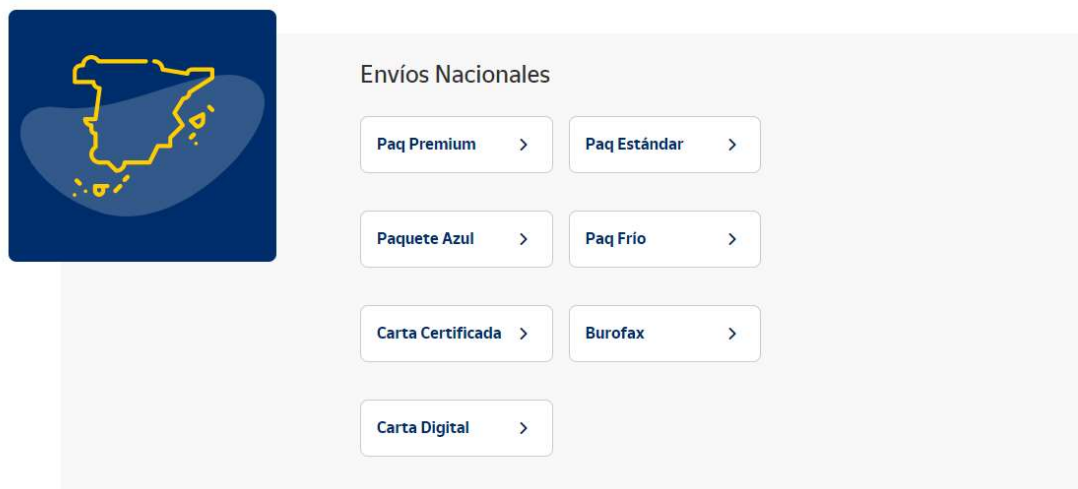 Envíos Nacionales
Paq Premium
Paq Estándar
Paquete Azul
Paq Frío
Carta Certificada
Burofax
Carta Digital